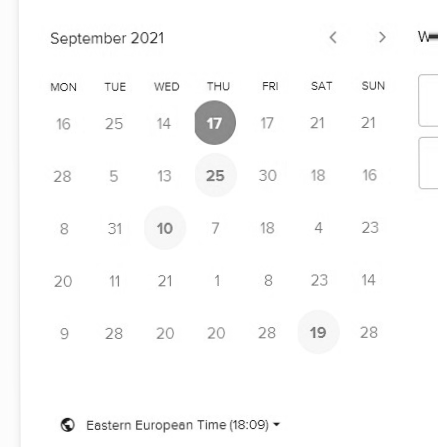 September 2021
MON TUE WED THU FRI SAT SUN
16 25 14 17 17 21 21
28 5 13 25 30 18 16
8 31 10 7 18 4 23
20 11 21 1 8 23 14
9 28 20 20 28 19 28
Eastern European Time (18:09)